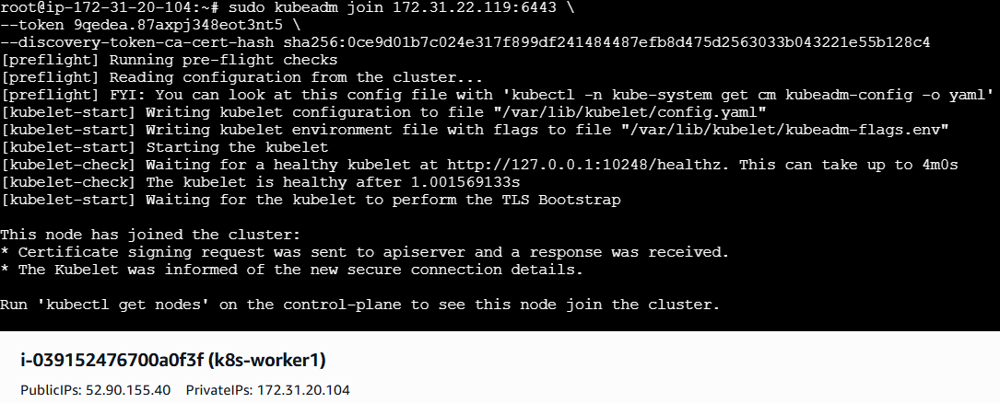 root@ip-172-31-20-104:~# sudo kubeadm join 172.31.22.119:6443 \
--token 9qedea.87axpj348eot3nt5 \
--discovery-token-ca-cert-hash sha256:0ce9d01b7c024e317f899df241484487efb8d475d2563033b043221e55b128c4
[preflight] Running pre-flight checks
[preflight] Reading configuration from the cluster...
[preflight] FYI: You can look at this config file with 'kubectl -n kube-system get cm kubeadm-config -o yaml'
[kubelet-start] Writing kubelet configuration to file "/var/lib/kubelet/config.yaml"
[kubelet-start] Writing kubelet environment file with flags to file "/var/lib/kubelet/kubeadm-flags.env"
[kubelet-start] Starting the kubelet
[kubelet-check] Waiting for a healthy kubelet at http://127.0.0.1:10248/healthz. This can take up to 4m0s
[kubelet-check] The kubelet is healthy after 1.001569133s
[kubelet-start] Waiting for the kubelet to perform the TLS Bootstrap

This node has joined the cluster:
* Certificate signing request was sent to apiserver and a response was received.
* The Kubelet was informed of the new secure connection details.

Run 'kubectl get nodes' on the control-plane to see this node join the cluster.

i-039152476700a0f3f (k8s-worker1)
PublicIPs: 52.90.155.40 PrivateIPs: 172.31.20.104